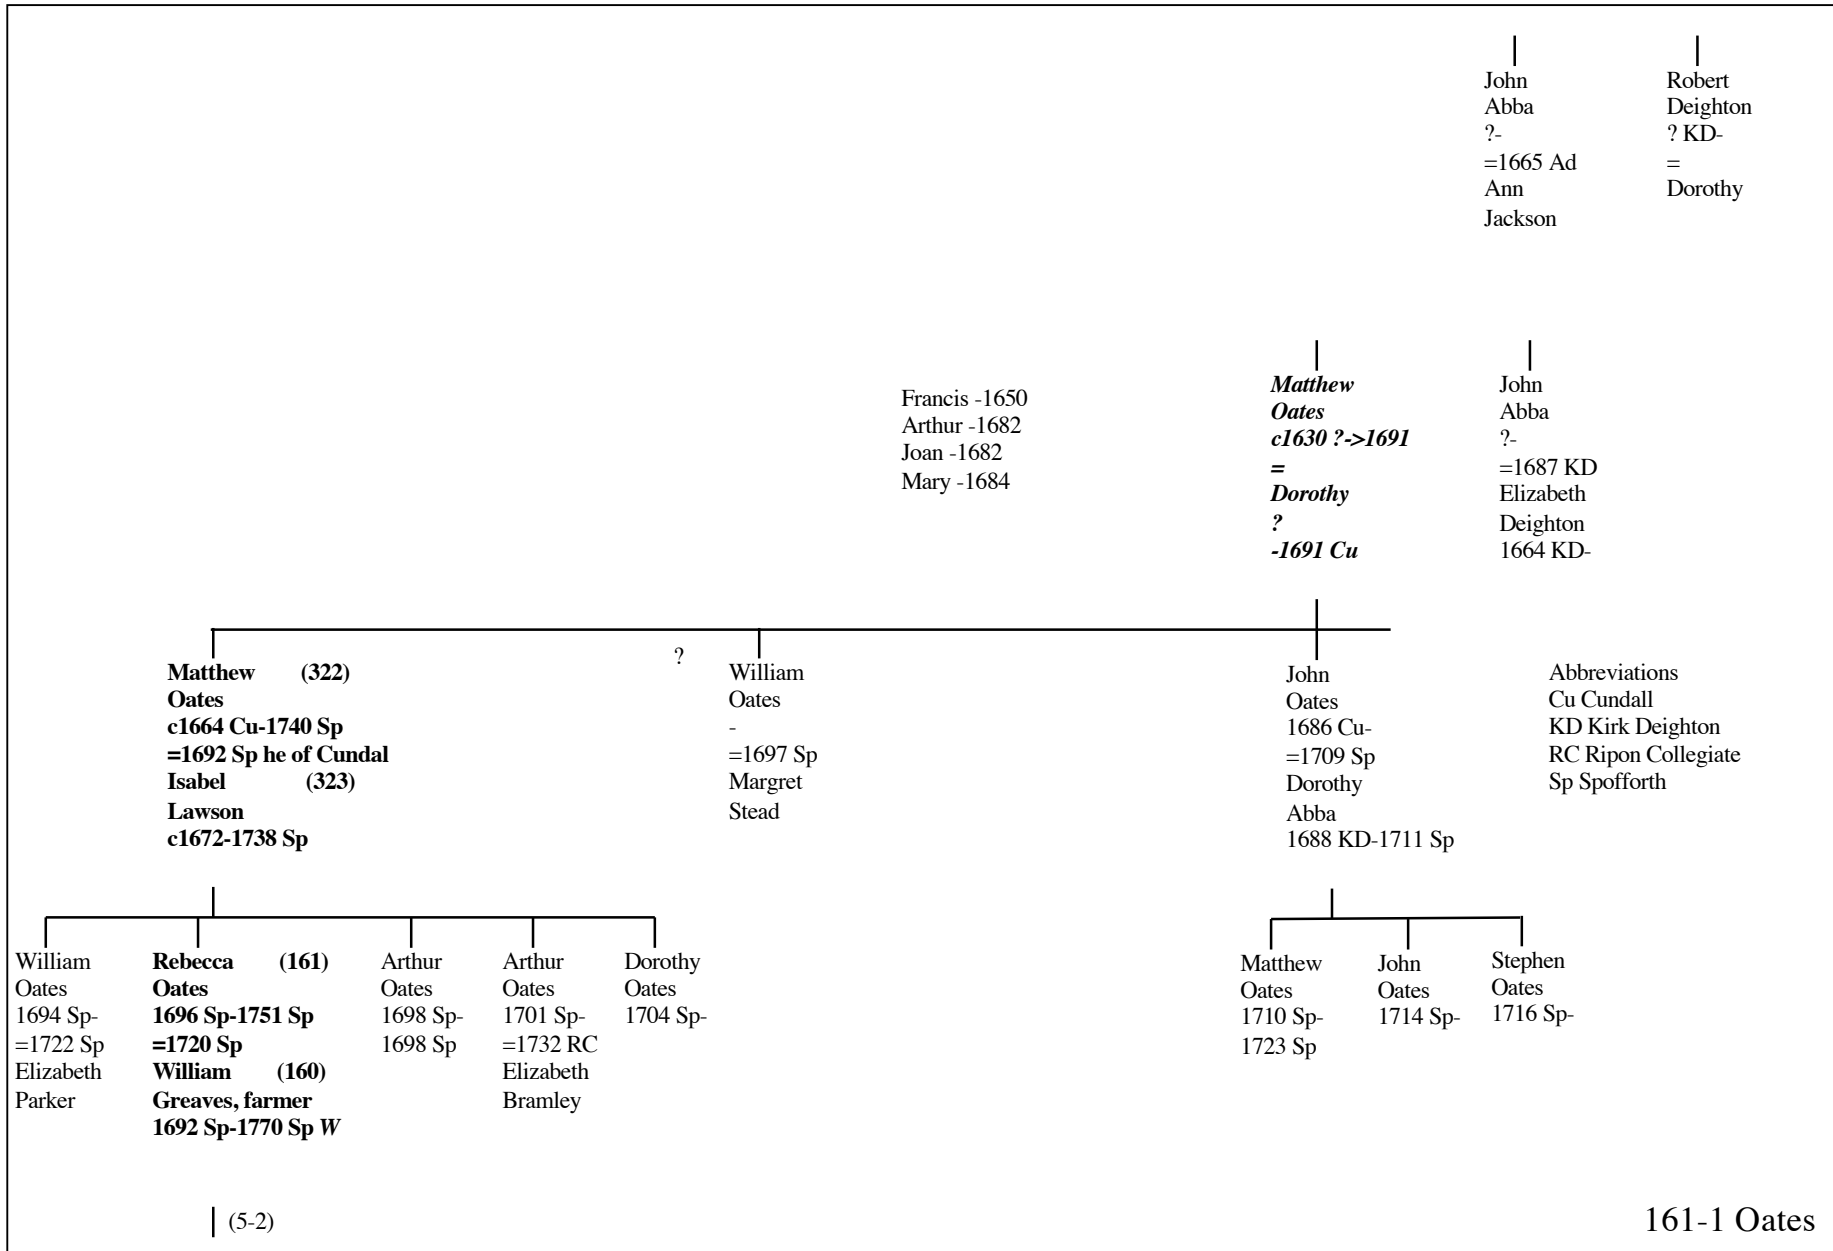 John
Abba
?-
=1665 Ad
Ann
Jackson
Robert
Deighton
? KD-
=
Dorothy
Francis -1650
Arthur -1682
Joan -1682
Mary -1684
Matthew
Oates
c1630 ?->1691
=
Dorothy
?
-1691 Cu
John
Abba
?-
=1687 KD
Elizabeth
Deighton
1664 KD-
Matthew (322)
Oates
c1664 Cu-1740 Sp
=1692 Sp he of Cundal
Isabel (323)
Lawson
c1672-1738 Sp
?
William
Oates
-
=1697 Sp
Margret
Stead
John
Oates
1686 Cu-
=1709 Sp
Dorothy
Abba
1688 KD-1711 Sp
Abbreviations
Cu Cundall
KD Kirk Deighton
RC Ripon Collegiate
Sp Spofforth
William
Oates
1694 Sp-
=1722 Sp
Elizabeth
Parker
Rebecca (161)
Oates
1696 Sp-1751 Sp
=1720 Sp
William (160)
Greaves, farmer
1692 Sp-1770 Sp W
Arthur
Oates
1698 Sp-
1698 Sp
Arthur
Oates
1701 Sp-
=1732 RC
Elizabeth
Bramley
Dorothy
Oates
1704 Sp-
Matthew
Oates
1710 Sp-
1723 Sp
John
Oates
1714 Sp-
Stephen
Oates
1716 Sp-
(5-2)
161-1 Oates